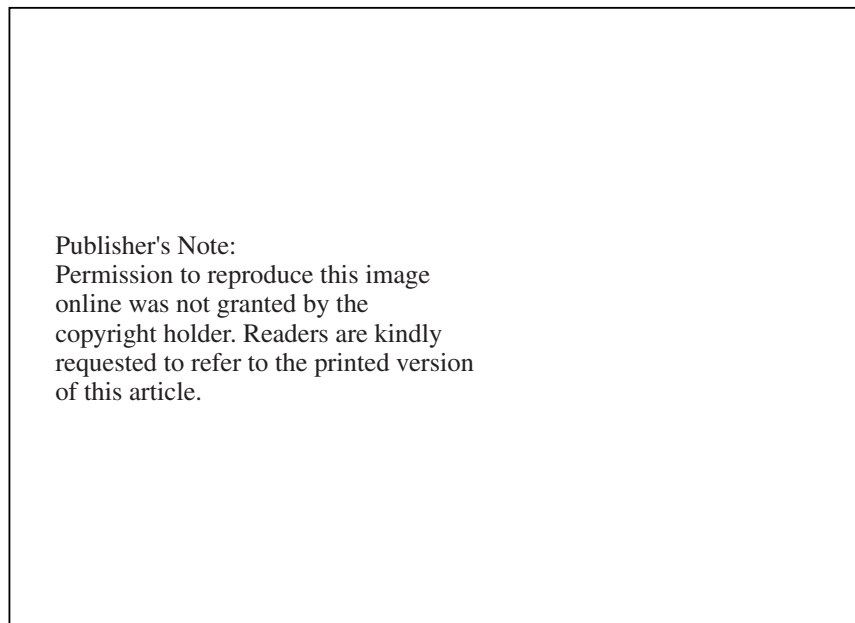 Publisher's Note:
Permission to reproduce this image
online was not granted by the
copyright holder. Readers are kindly
requested to refer to the printed version
of this article.